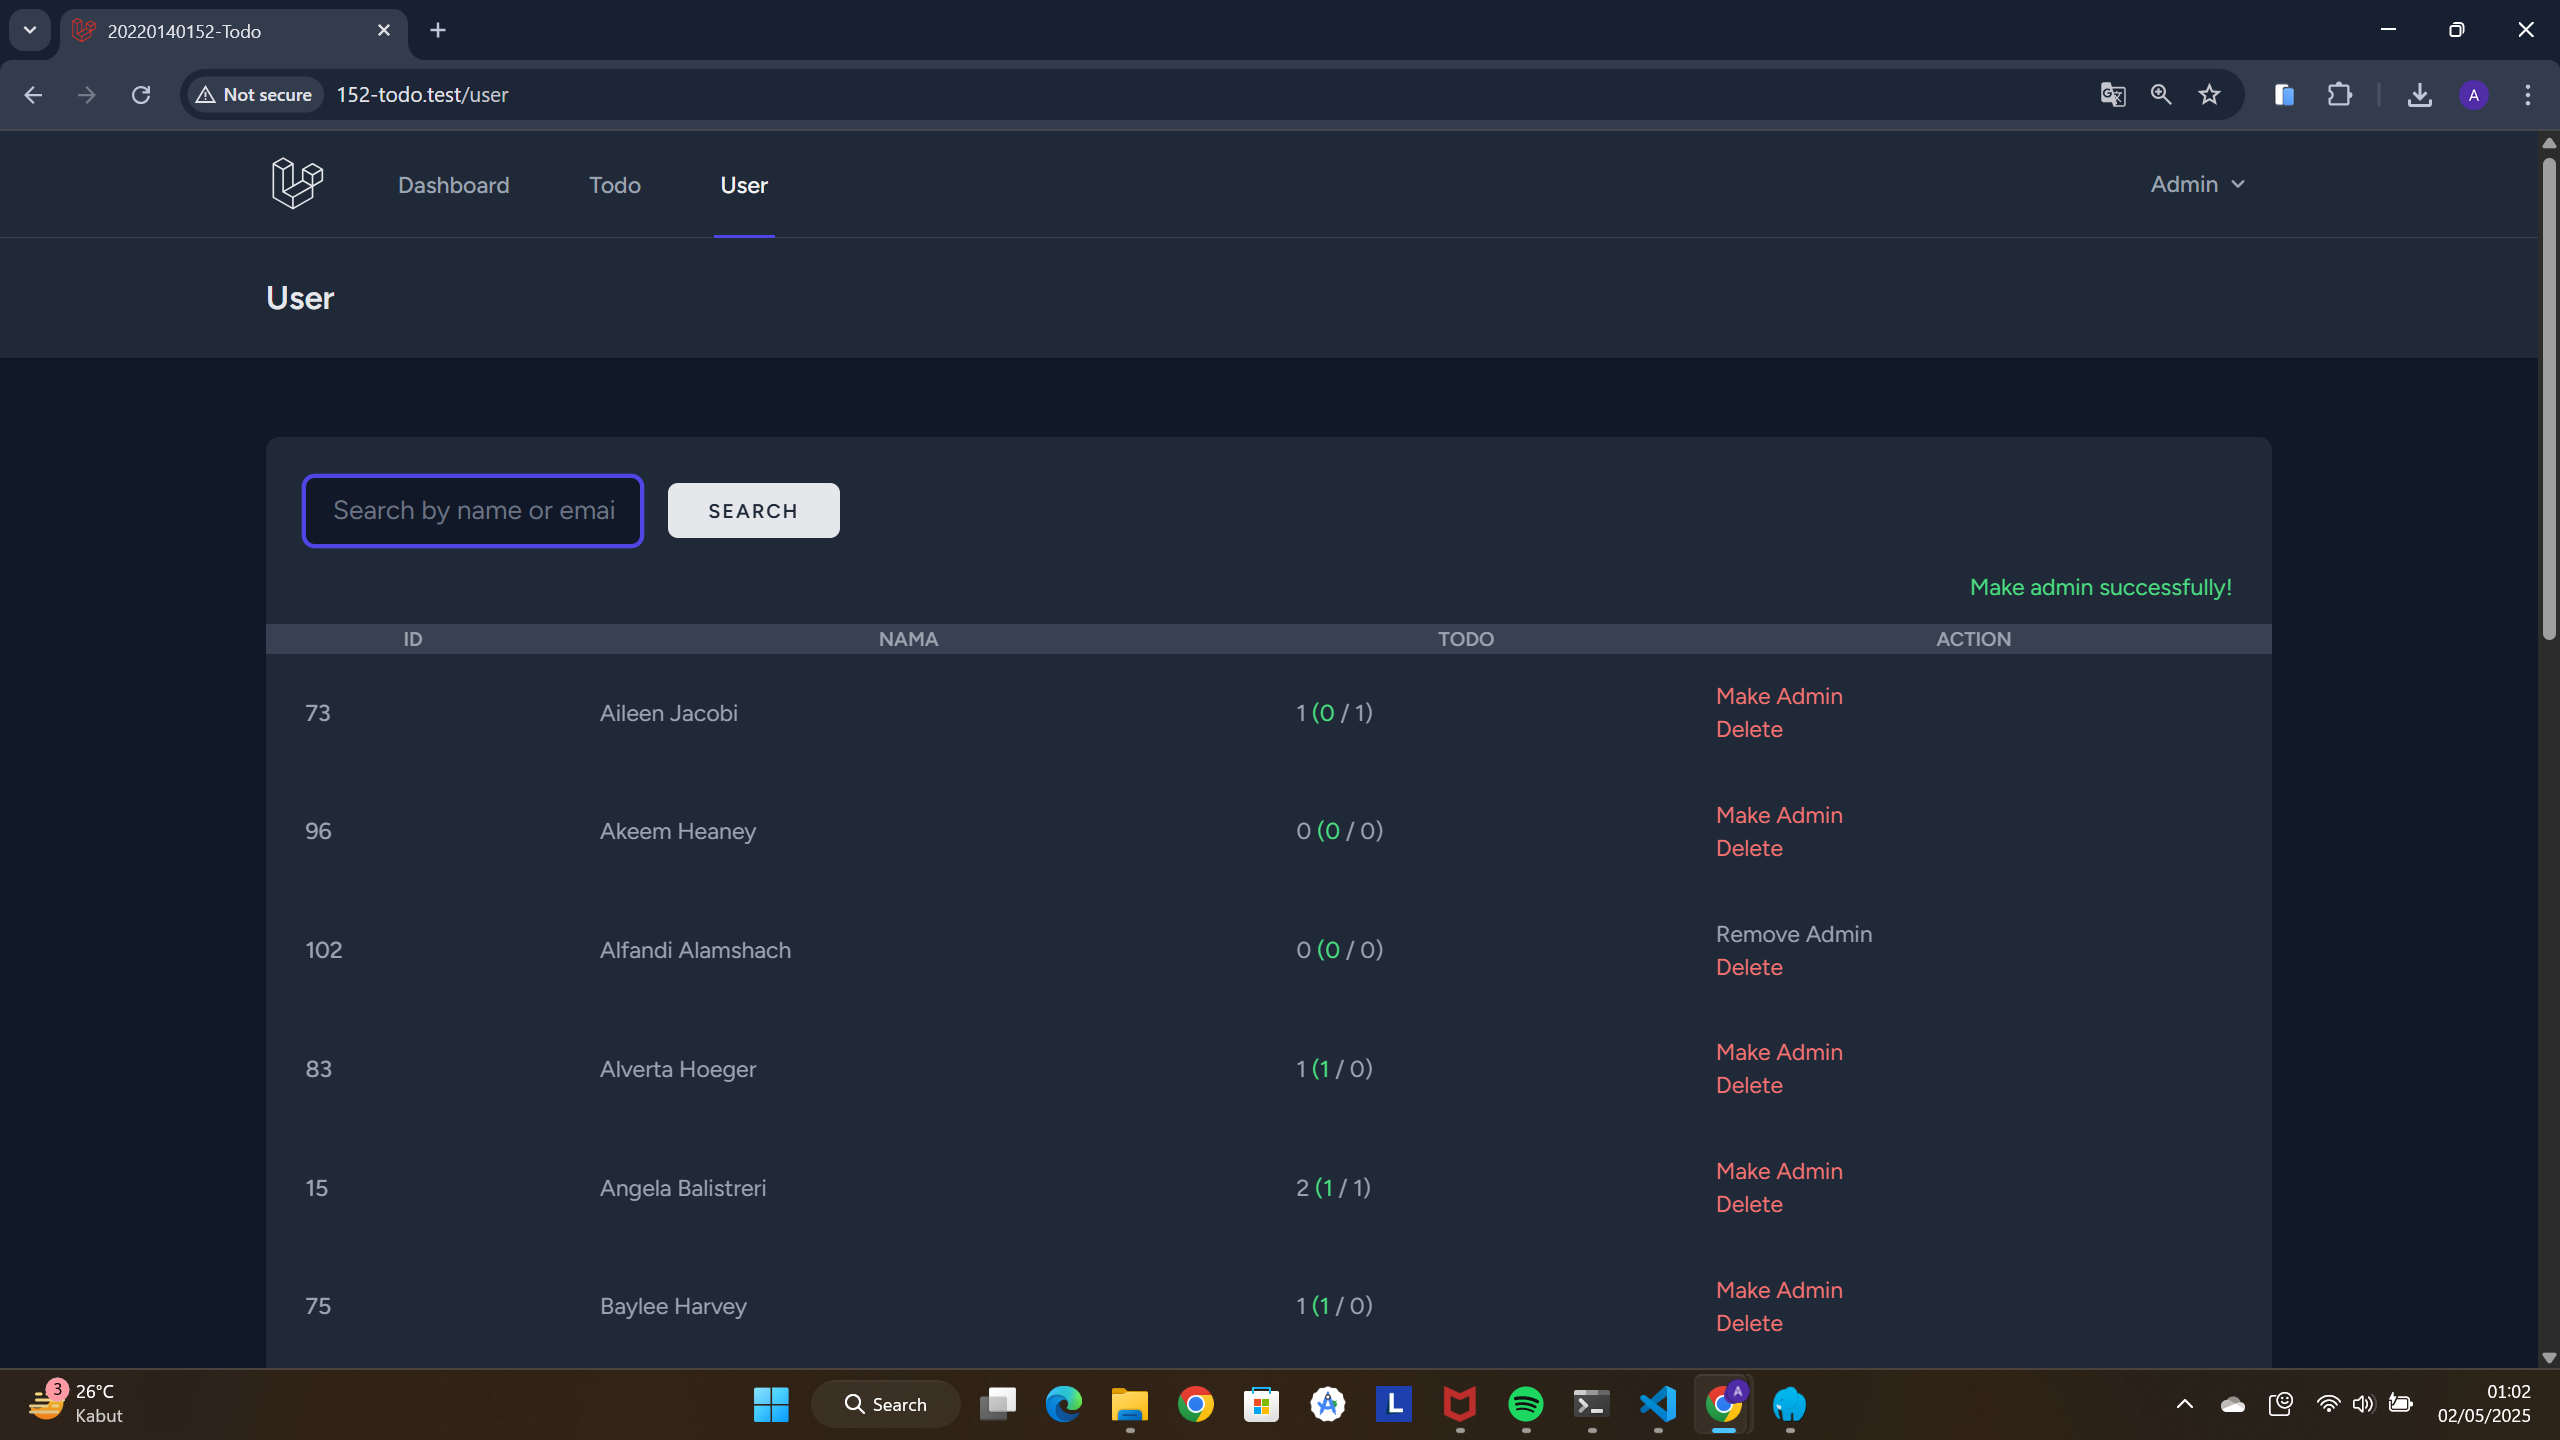 20220140152-Todo
Not secure 152-todo.test/user
A
Dashboard Todo User Admin
User
Search by name or emai SEARCH
Make admin successfully!
ID NAMA TODO ACTION
73 Aileen Jacobi 1 (0 / 1) Make Admin
Delete
96 Akeem Heaney 0 (0 / 0) Make Admin
Delete
102 Alfandi Alamshach 0 (0 / 0) Remove Admin
Delete
83 Alverta Hoeger 1 (1 / 0) Make Admin
Delete
15 Angela Balistreri 2 (1 / 1) Make Admin
Delete
75 Baylee Harvey 1 (1 / 0) Make Admin
Delete
3 26°C
Kabut
Search
L
A
01:02
02/05/2025